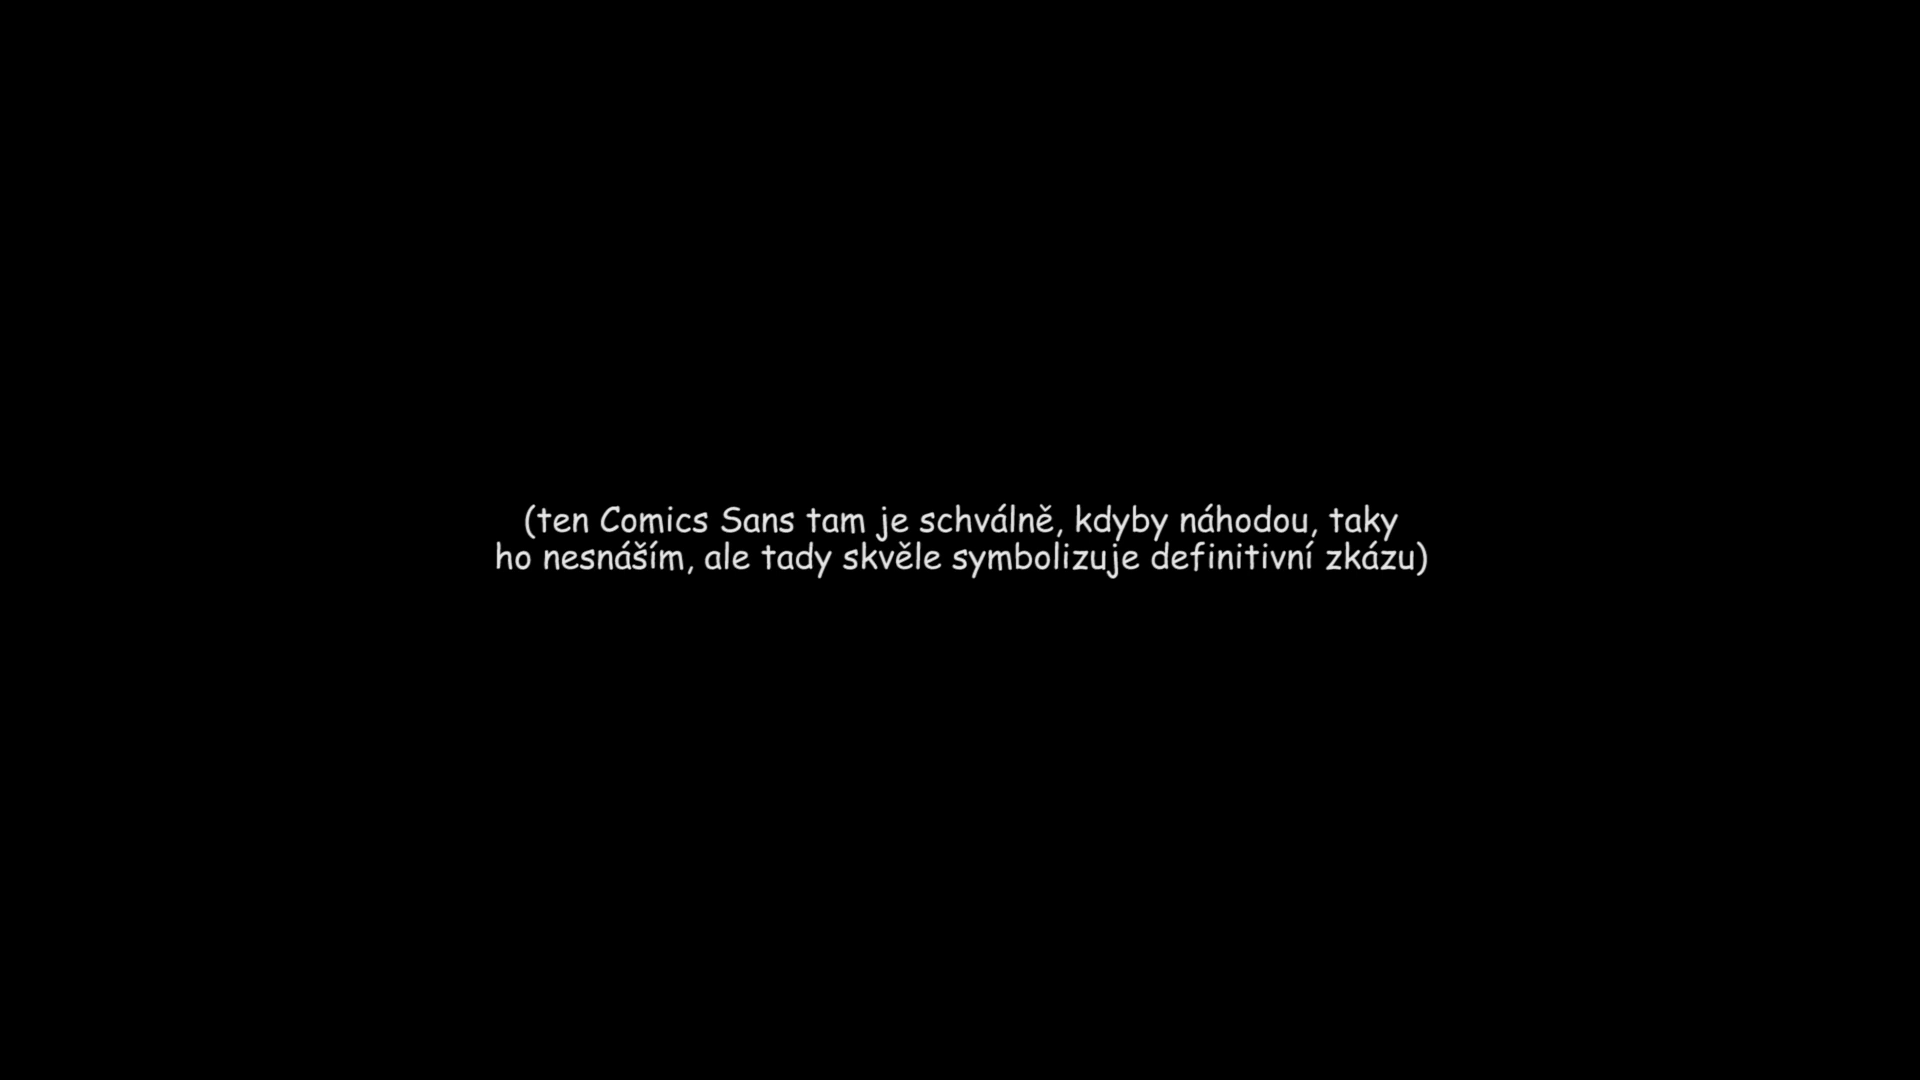 (ten Comics Sans tam je schválně, kdyby náhodou, taky
ho nesnáším, ale tady skvěle symbolizuje definitivní zkázu)